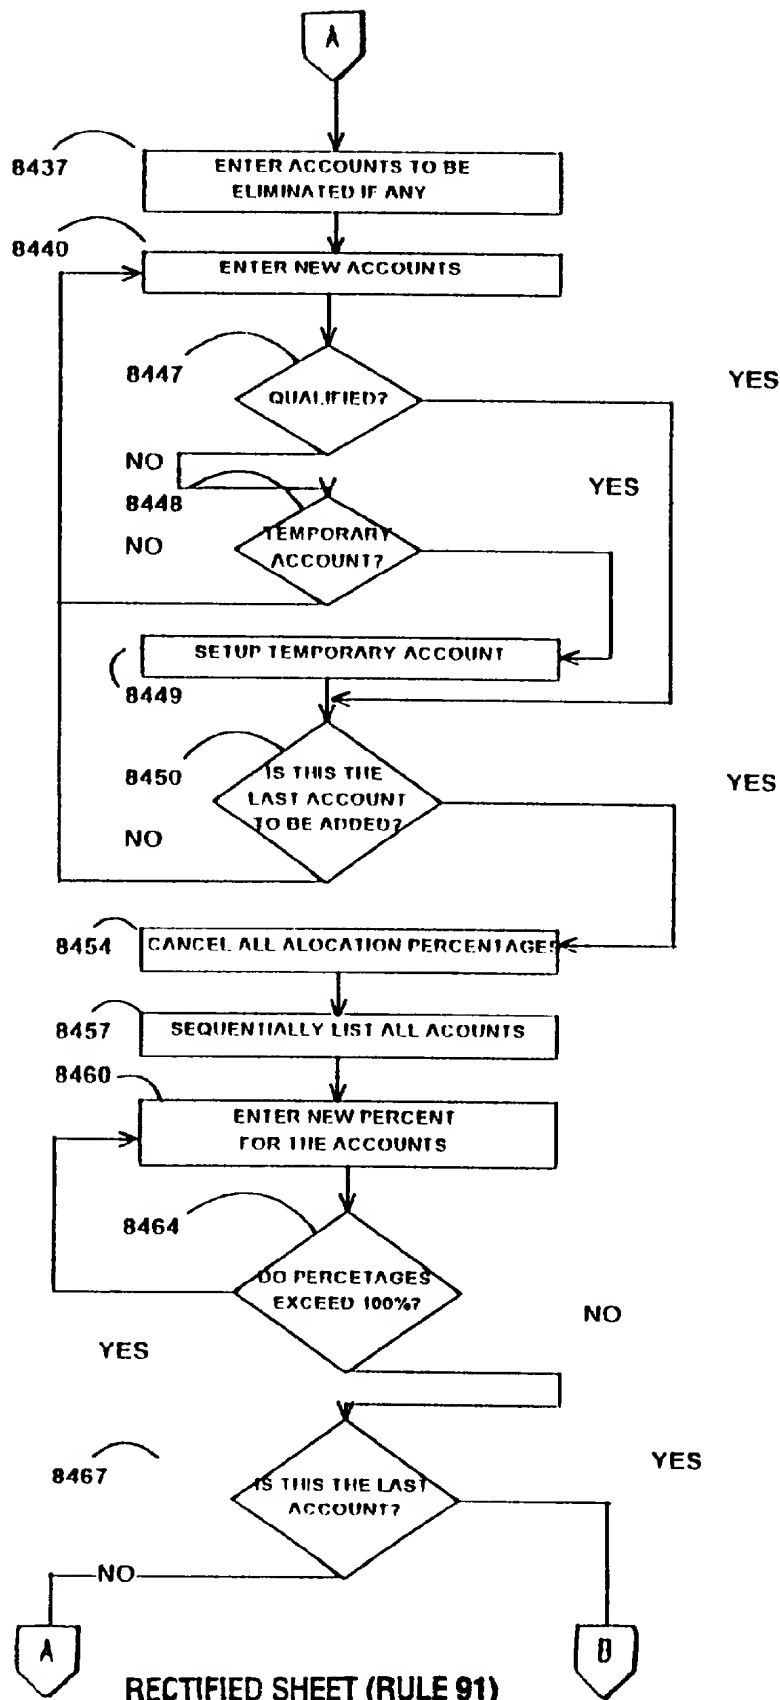 A
8437
ENTER ACCOUNTS TO BE
ELIMINATED IF ANY
8440
ENTER NEW ACCOUNTS
8447
QUALIFIED?
YES
NO
YES
8448
TEMPORARY
ACCOUNT?
NO
SETUP TEMPORARY ACCOUNT
8449
8450
IS THIS THE
LAST ACCOUNT
TO BE ADDED?
YES
NO
8454
CANCEL ALL ALOCATION PERCENTAGES
8457
SEQUENTIALLY LIST ALL ACOUNTS
8460
ENTER NEW PERCENT
FOR THE ACCOUNTS
8464
DO PERCETAGES
EXCEED 100%?
NO
YES
8467
IS THIS THE LAST
ACCOUNT?
YES
NO
A
B
RECTIFIED SHEET (RULE 91)